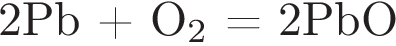 2Pb + O₂ = 2PbO